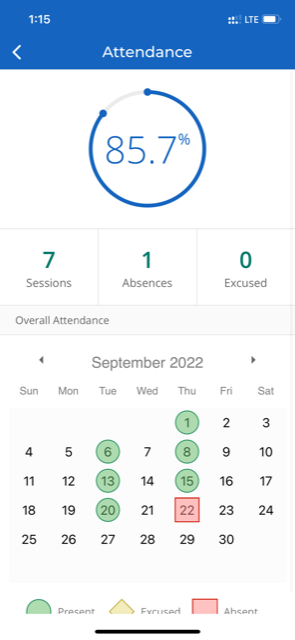 1:15 LTE
Attendance
85.7%
7 1 0
Sessions Absences Excused
Overall Attendance
September 2022
Sun Mon Tue Wed Thu Fri Sat
1 2 3
4 5 6 7 8 9 10
11 12 13 14 15 16 17
18 19 20 21 22 23 24
25 26 27 28 29 30
Present Excused Absent